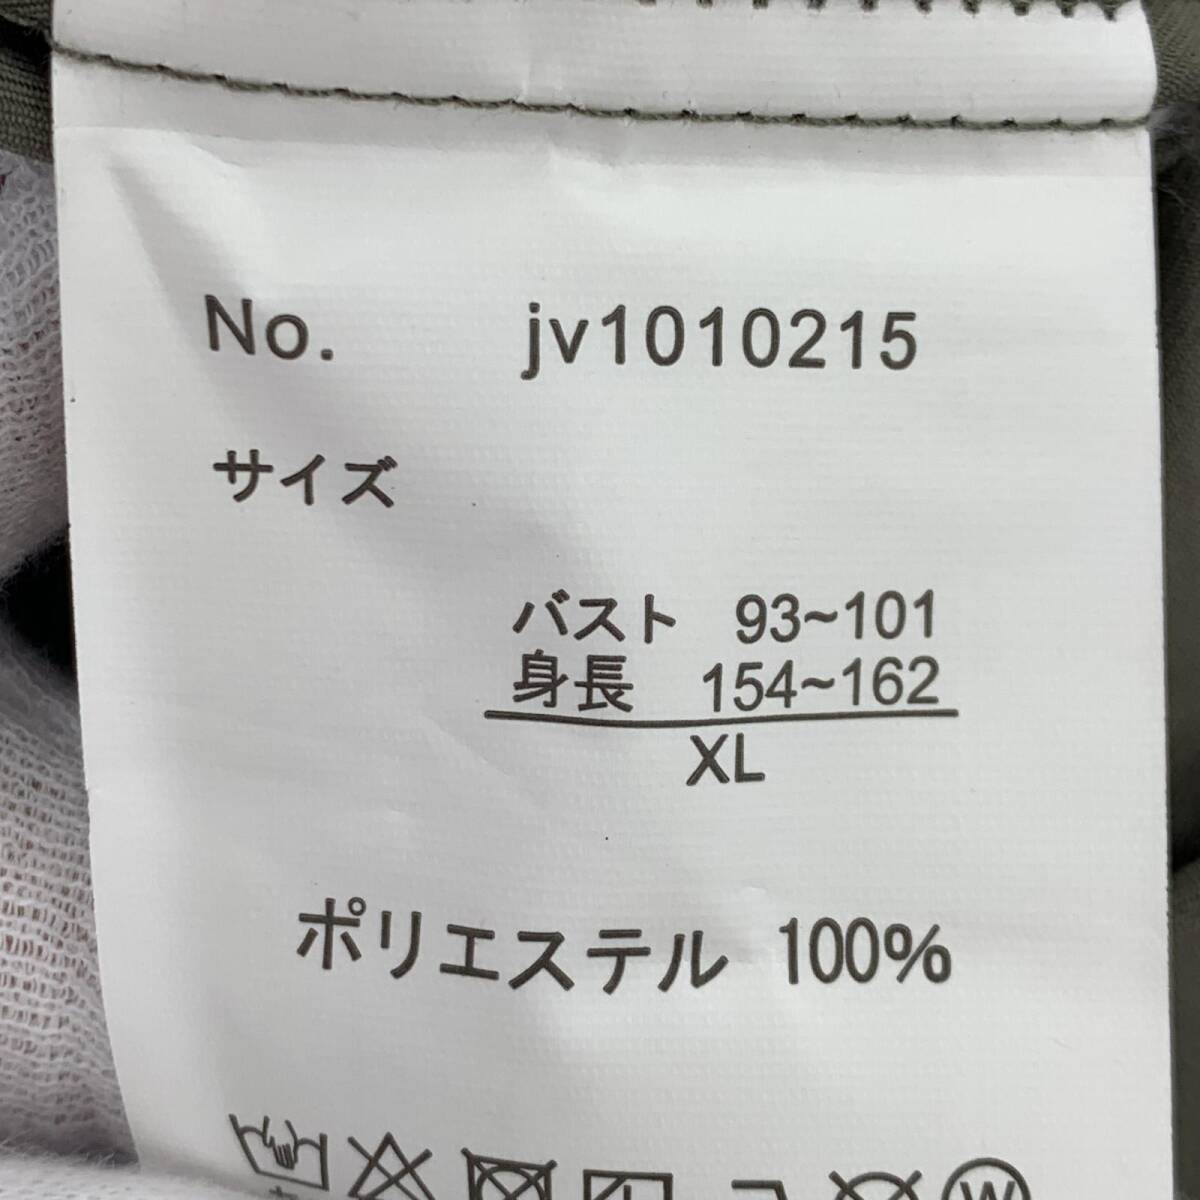 No. jv1010215
サイズ
バスト 93~101
身長 154~162
XL
ポリエステル 100%
W